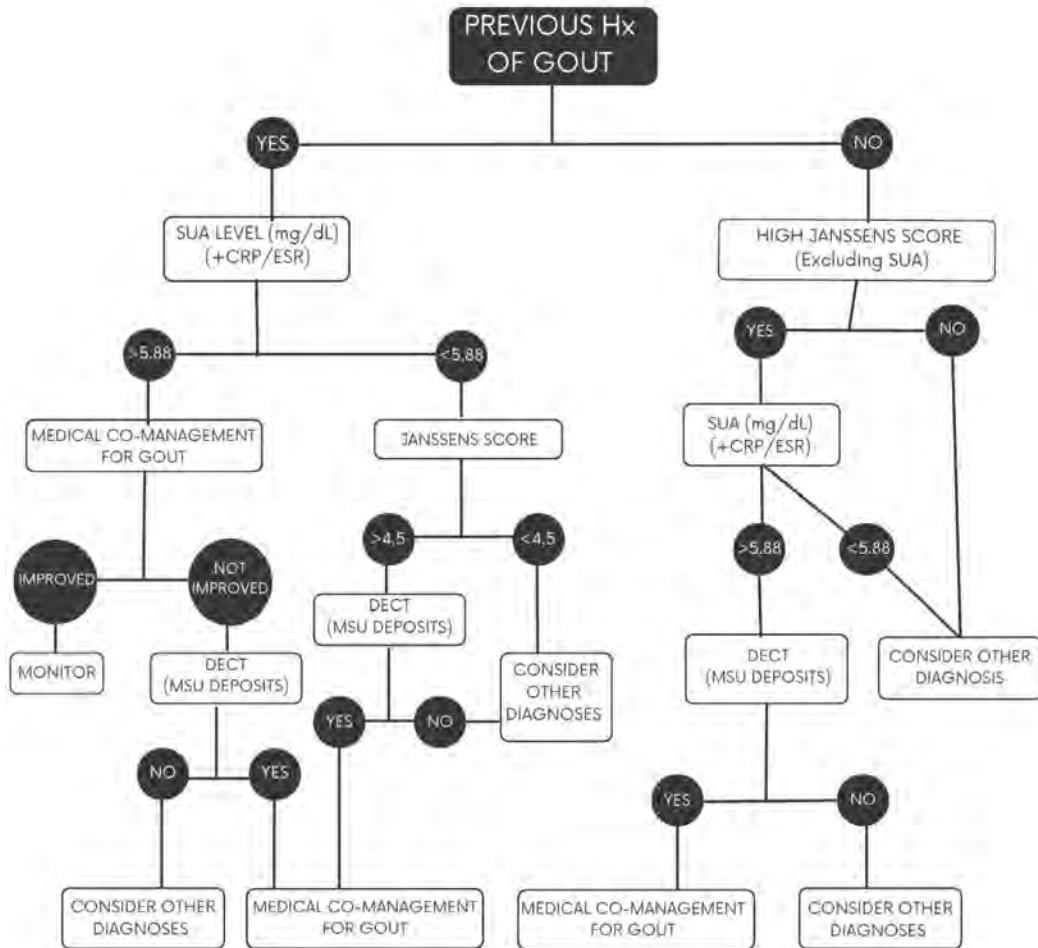 PREVIOUS Hx
OF GOUT
YES
NO
SUA LEVEL (mg/dL)
(+CRP/ESR)
HIGH JANSSENS SCORE
(Excluding SUA)
>5.88
<5,88
YES
NO
MEDICAL CO-MANAGEMENT
FOR GOUT
JANSSENS SCORE
SUA (mg/dL)
(+CRP/ESR)
>4,5
<4,5
>5,88
<5.88
IMPROVED
NOT
IMPROVED
DECT
(MSU DEPOSITS)
MONITOR
DECT
(MSU DEPOSITS)
CONSIDER
OTHER
DIAGNOSES
DECT
(MSU DEPOSITS)
CONSIDER OTHER
DIAGNOSIS
YES
NO
NO
YES
YES
NO
CONSIDER OTHER
DIAGNOSES
MEDICAL CO-MANAGEMENT
FOR GOUT
MEDICAL CO-MANAGEMENT
FOR GOUT
CONSIDER OTHER
DIAGNOSES